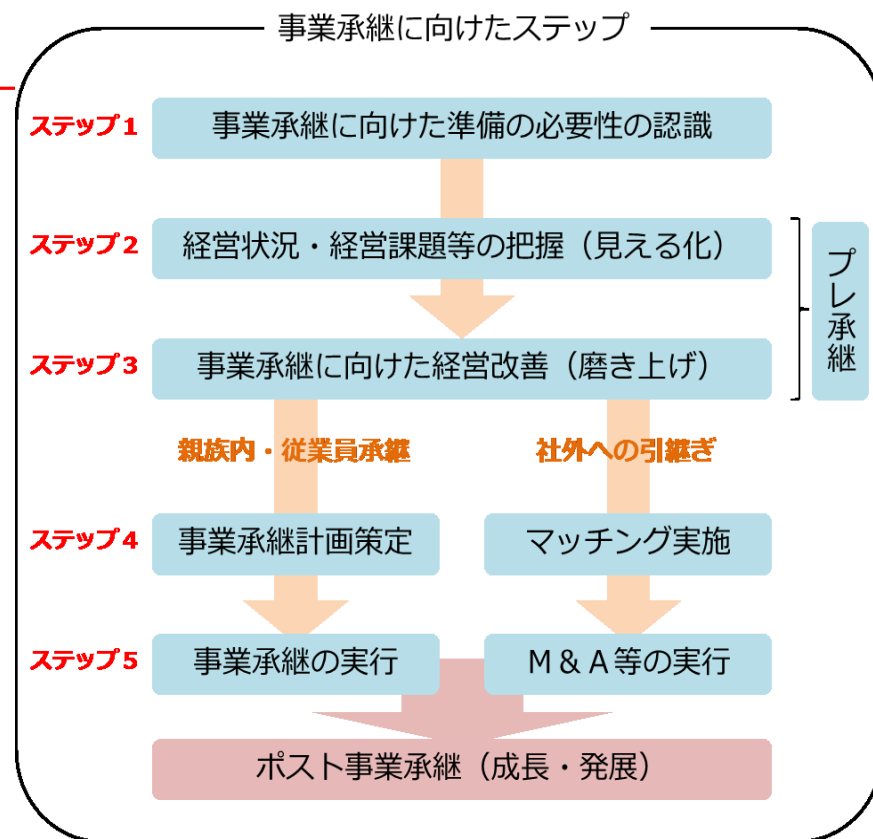 事業承継に向けたステップ
ステップ1
事業承継に向けた準備の必要性の認識
ステップ2
経営状況・経営課題等の把握（見える化）
プレ承継
ステップ3
事業承継に向けた経営改善（磨き上げ）
親族内・従業員承継
社外への引継ぎ
ステップ4
事業承継計画策定
マッチング実施
ステップ5
事業承継の実行
Ｍ＆Ａ等の実行
ポスト事業承継（成長・発展）